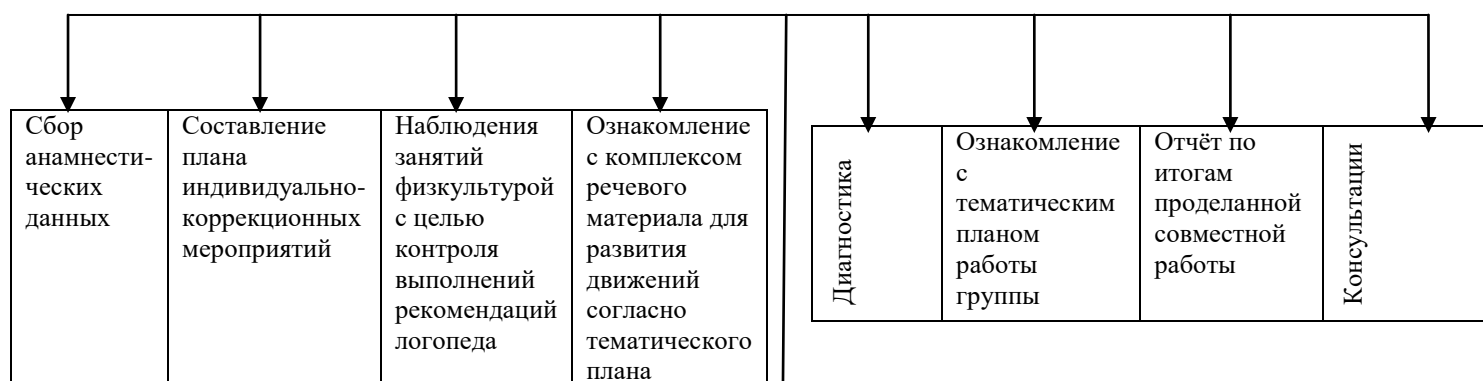 Сбор
анамнести-
ческих
данных
Составление
плана
индивидуально-
коррекционных
мероприятий
Наблюдения
занятий
физкультурой
с целью
контроля
выполнений
рекомендаций
логопеда
Ознакомление
с комплексом
речевого
материала для
развития
движений
согласно
тематического
плана
Диагностика
Ознакомление
с
тематическим
планом
работы
группы
Отчёт по
итогам
проделанной
совместной
работы
Консультации